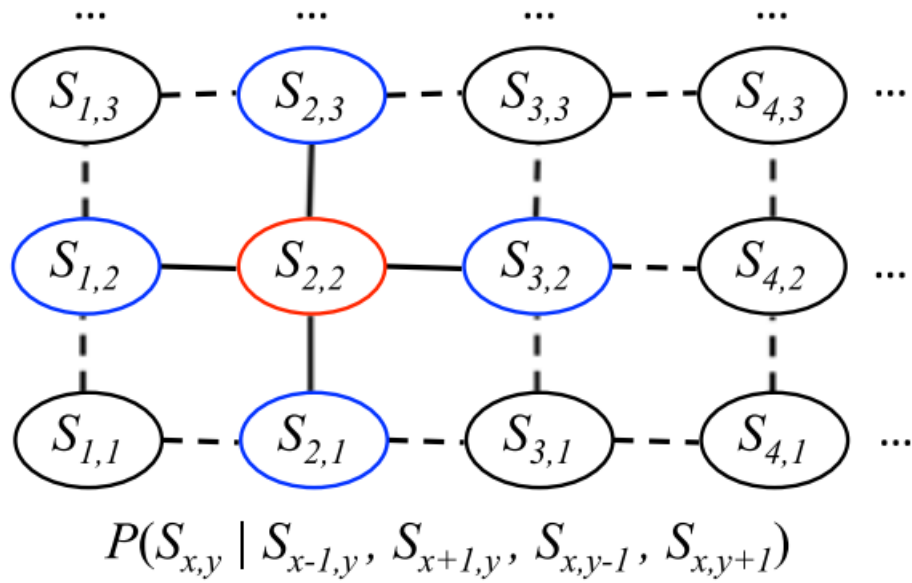 ... ... ... ...
S1,3 S2,3 S3,3 S4,3 ...
S1,2 S2,2 S3,2 S4,2 ...
S1,1 S2,1 S3,1 S4,1 ...
P(Sx,y | Sx-1,y, Sx+1,y, Sx,y-1, Sx,y+1)